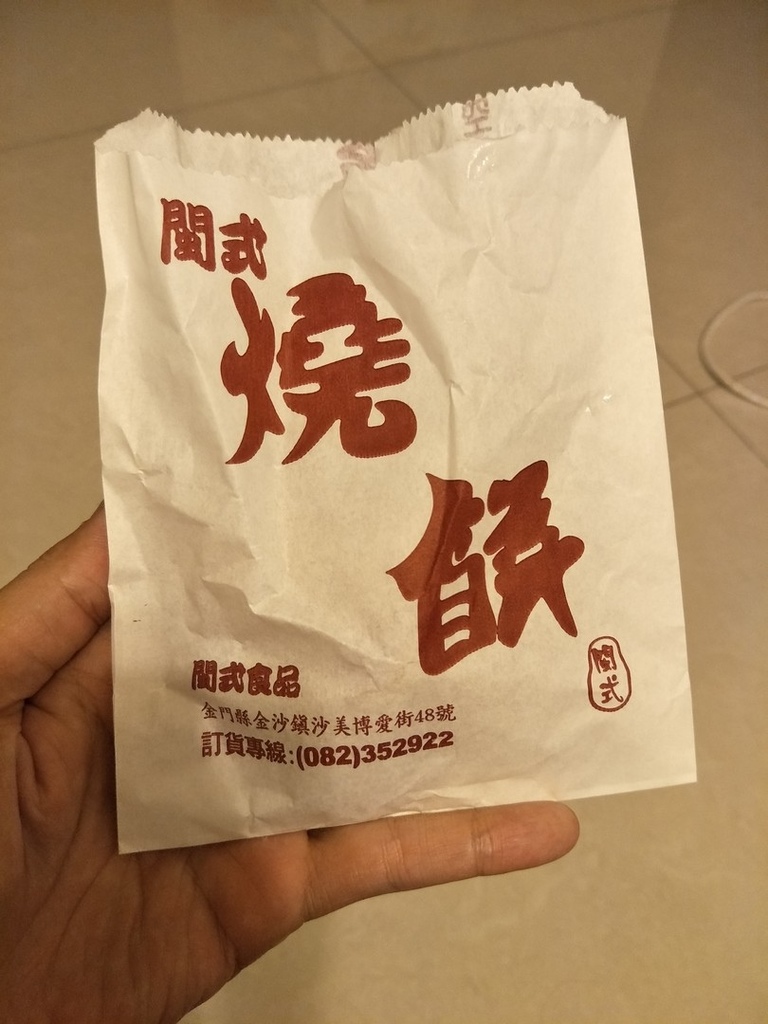 閩式
燒
餅
閩式
閩式食品
金門縣金沙鎮沙美博愛街48號
訂貨專線:(082)352922